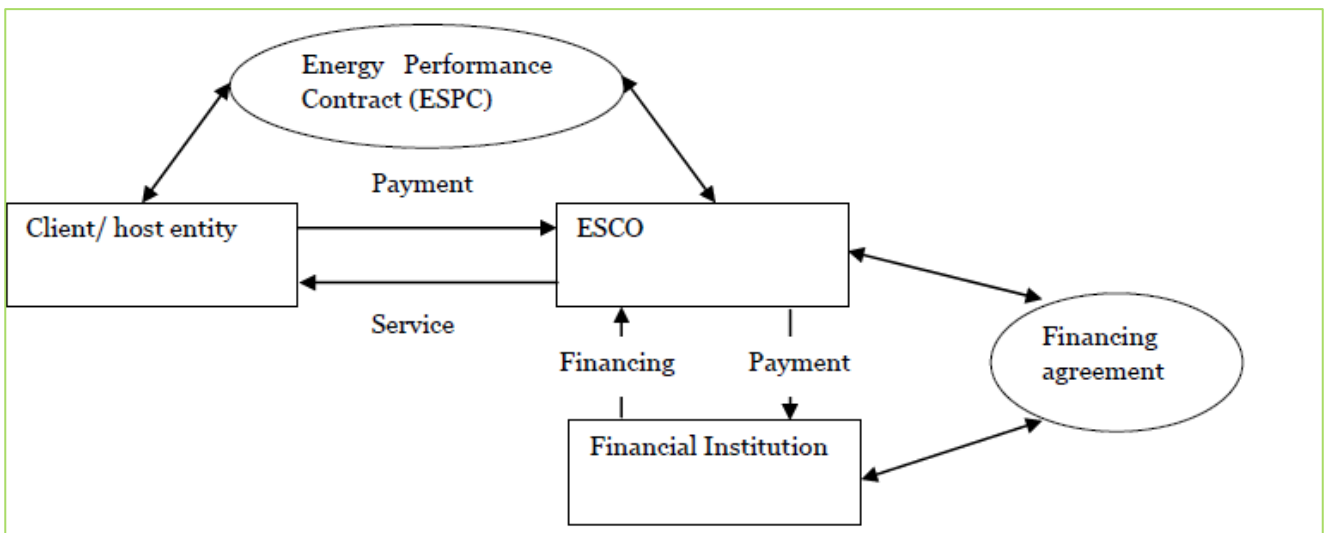 Energy Performance
Contract (ESPC)
Payment
Client/ host entity
ESCO
Service
Financing
Payment
Financing
agreement
Financial Institution